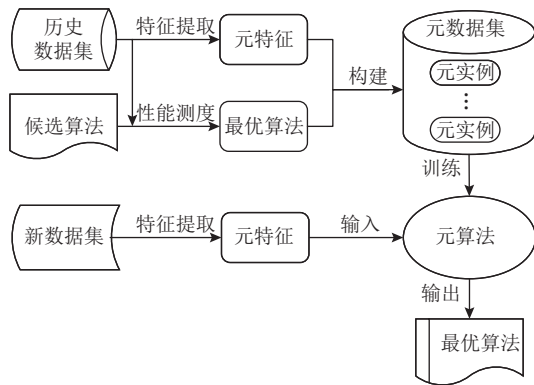 历史
数据集
特征提取
元特征
候选算法
性能测度
最优算法
构建
元数据集
元实例
⋯
元实例
训练
新数据集
特征提取
元特征
输入
元算法
输出
最优算法